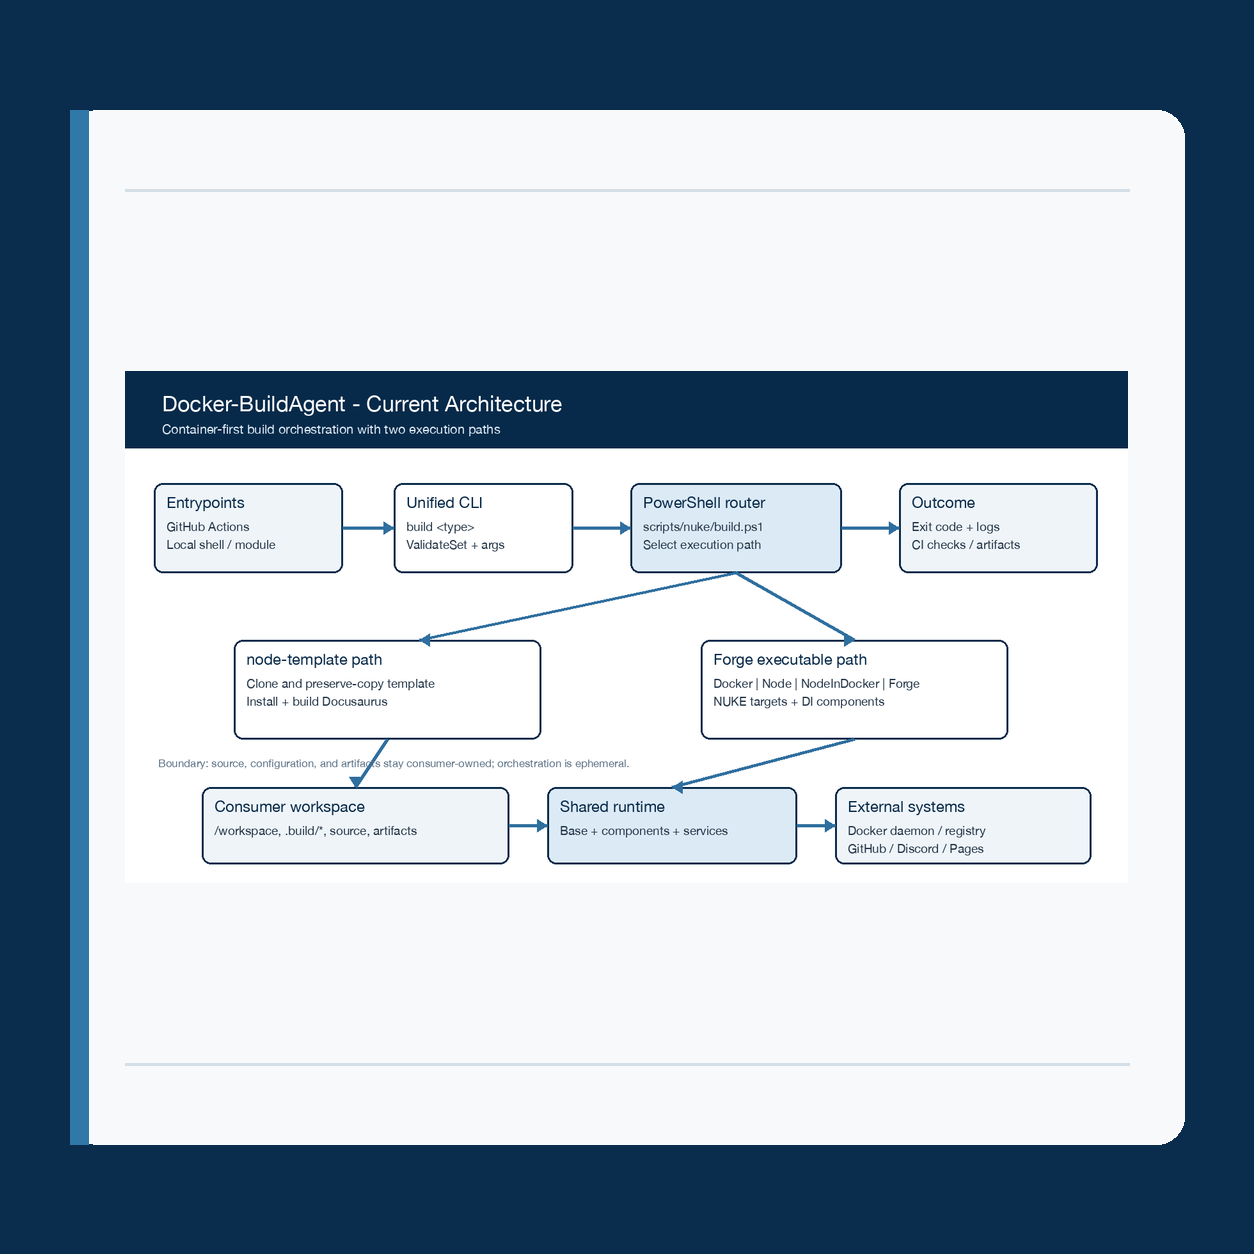 Docker-BuildAgent - Current Architecture
Container-first build orchestration with two execution paths
Entrypoints
GitHub Actions
Local shell / module
Unified CLI
build <type>
ValidateSet + args
PowerShell router
scripts/nuke/build.ps1
Select execution path
Outcome
Exit code + logs
CI checks / artifacts
node-template path
Clone and preserve-copy template
Install + build Docusaurus
Forge executable path
Docker | Node | NodeInDocker | Forge
NUKE targets + DI components
Boundary: source, configuration, and artifacts stay consumer-owned; orchestration is ephemeral.
Consumer workspace
/workspace, .build/*, source, artifacts
Shared runtime
Base + components + services
External systems
Docker daemon / registry
GitHub / Discord / Pages